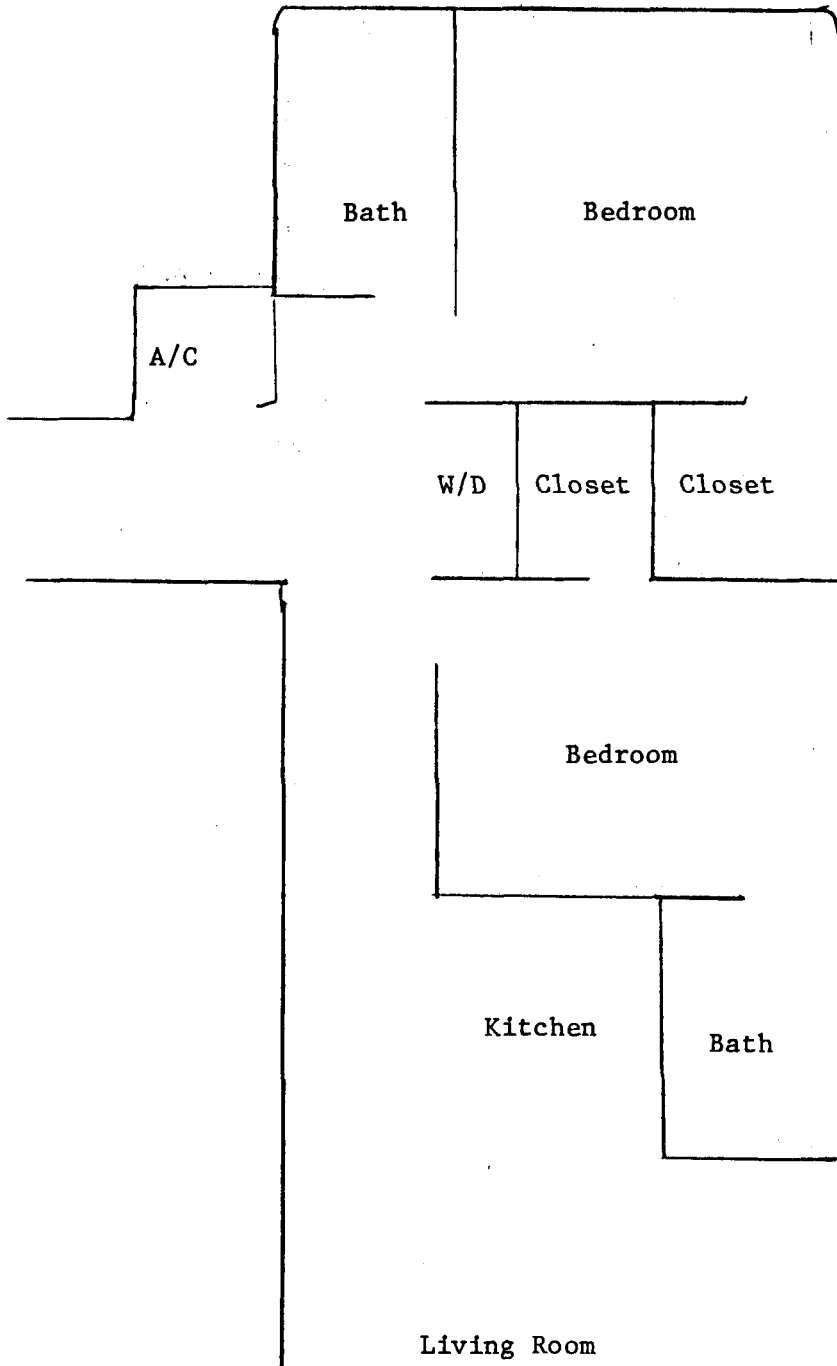 Bath
Bedroom
A/C
W/D
Closet
Closet
Bedroom
Kitchen
Bath
Living Room